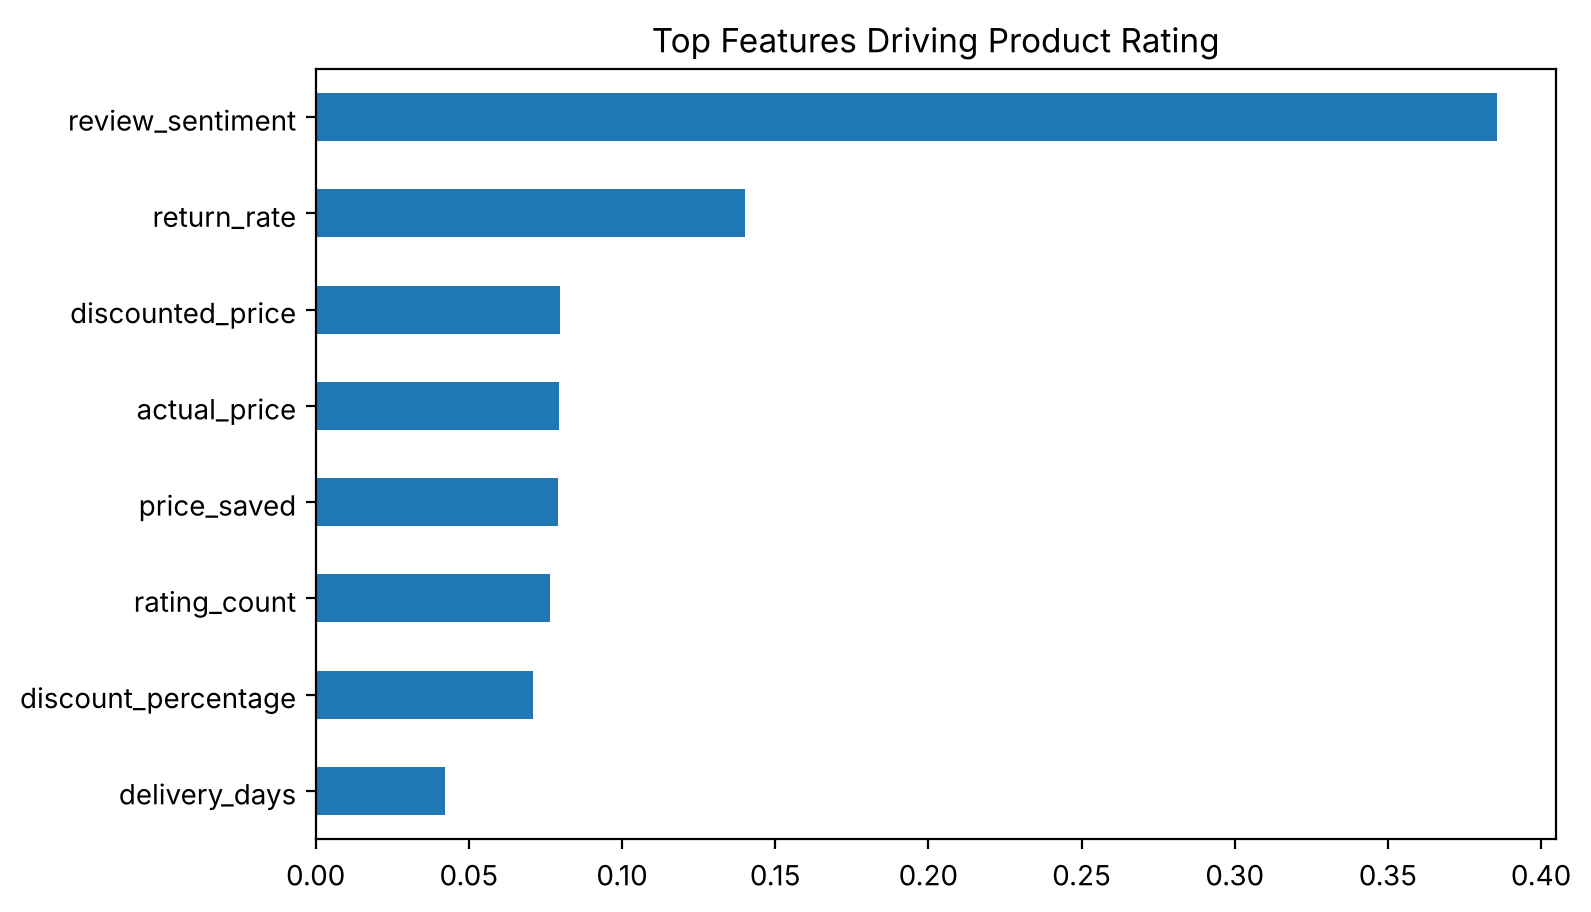 Top Features Driving Product Rating
review_sentiment
return_rate
discounted_price
actual_price
price_saved
rating_count
discount_percentage
delivery_days
0.00 0.05 0.10 0.15 0.20 0.25 0.30 0.35 0.40